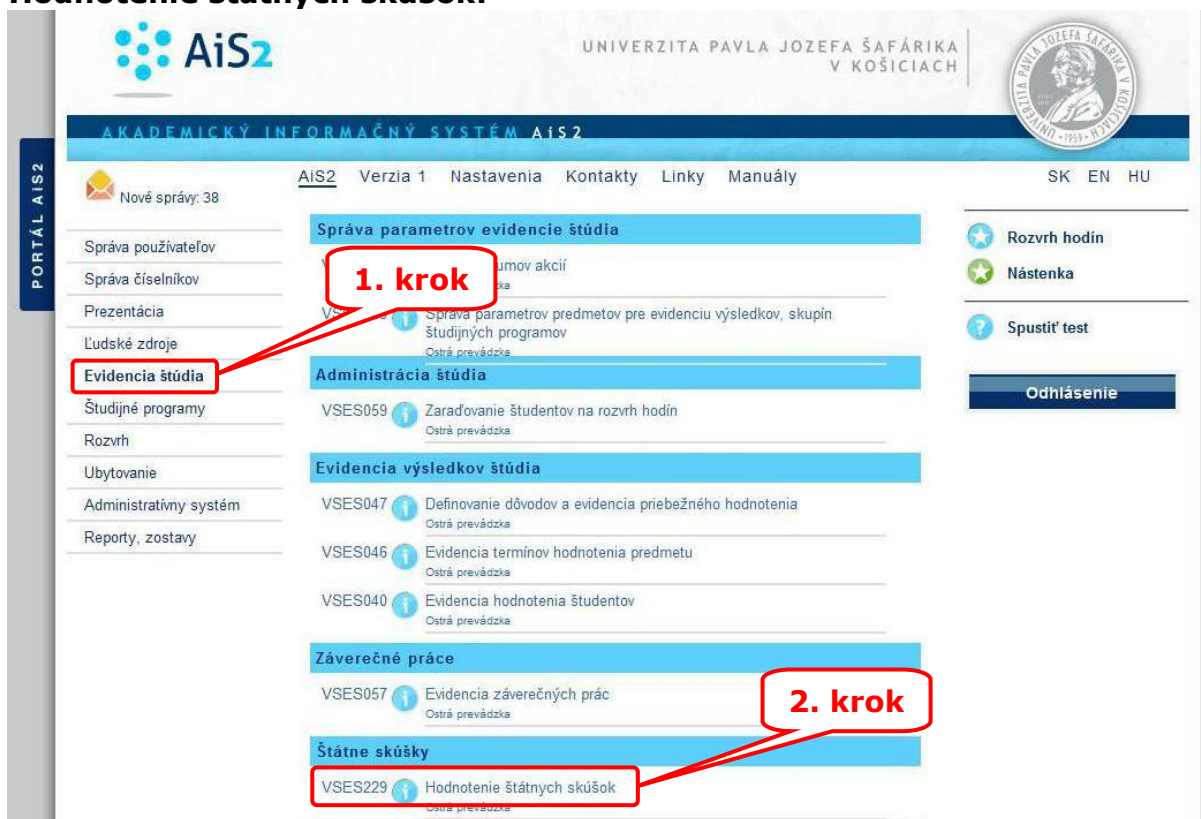 Hodnotenie štátnych skúšok:
AiS2
UNIVERZITA PAVLA JOZEFA ŠAFÁRIKA
V KOŠICIACH
AKADEMICKÝ INFORMAČNÝ SYSTÉM AiS2
PORTÁL AiS2
Nové správy: 38
AiS2 Verzia 1 Nastavenia Kontakty Linky Manuály
SK EN HU
Správa používateľov
Správa číselníkov
Prezentácia
Ľudské zdroje
Evidencia štúdia
Študijné programy
Rozvrh
Ubytovanie
Administratívny systém
Reporty, zostavy
Správa parametrov evidencie štúdia
akcií
1. krok
Správa parametrov predmetov pre evidenciu výsledkov, skupín
študijných programov
Ostrá prevádzka
Administrácia štúdia
VSES059 Zaraďovanie študentov na rozvrh hodín
Ostrá prevádzka
Evidencia výsledkov štúdia
VSES047 Definovanie dôvodov a evidencia priebežného hodnotenia
Ostrá prevádzka
VSES046 Evidencia termínov hodnotenia predmetu
Ostrá prevádzka
VSES040 Evidencia hodnotenia študentov
Ostrá prevádzka
Záverečné práce
VSES057 Evidencia záverečných prác
Ostrá prevádzka
2. krok
Štátne skúšky
VSES229 Hodnotenie štátnych skúšok
Ostrá prevádzka
Rozvrh hodín
Nástenka
Spustiť test
Odhlásenie